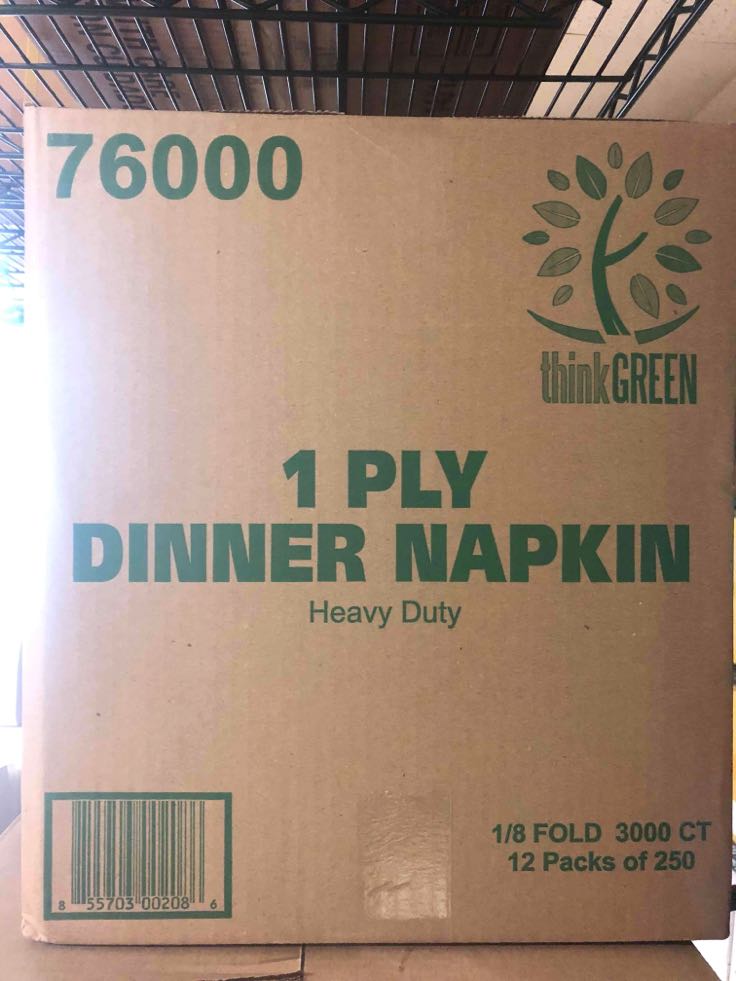 76000
thinkGREEN
1 PLY
DINNER NAPKIN
Heavy Duty
1/8 FOLD 3000 CT
12 Packs of 250
8 55703 00208 6